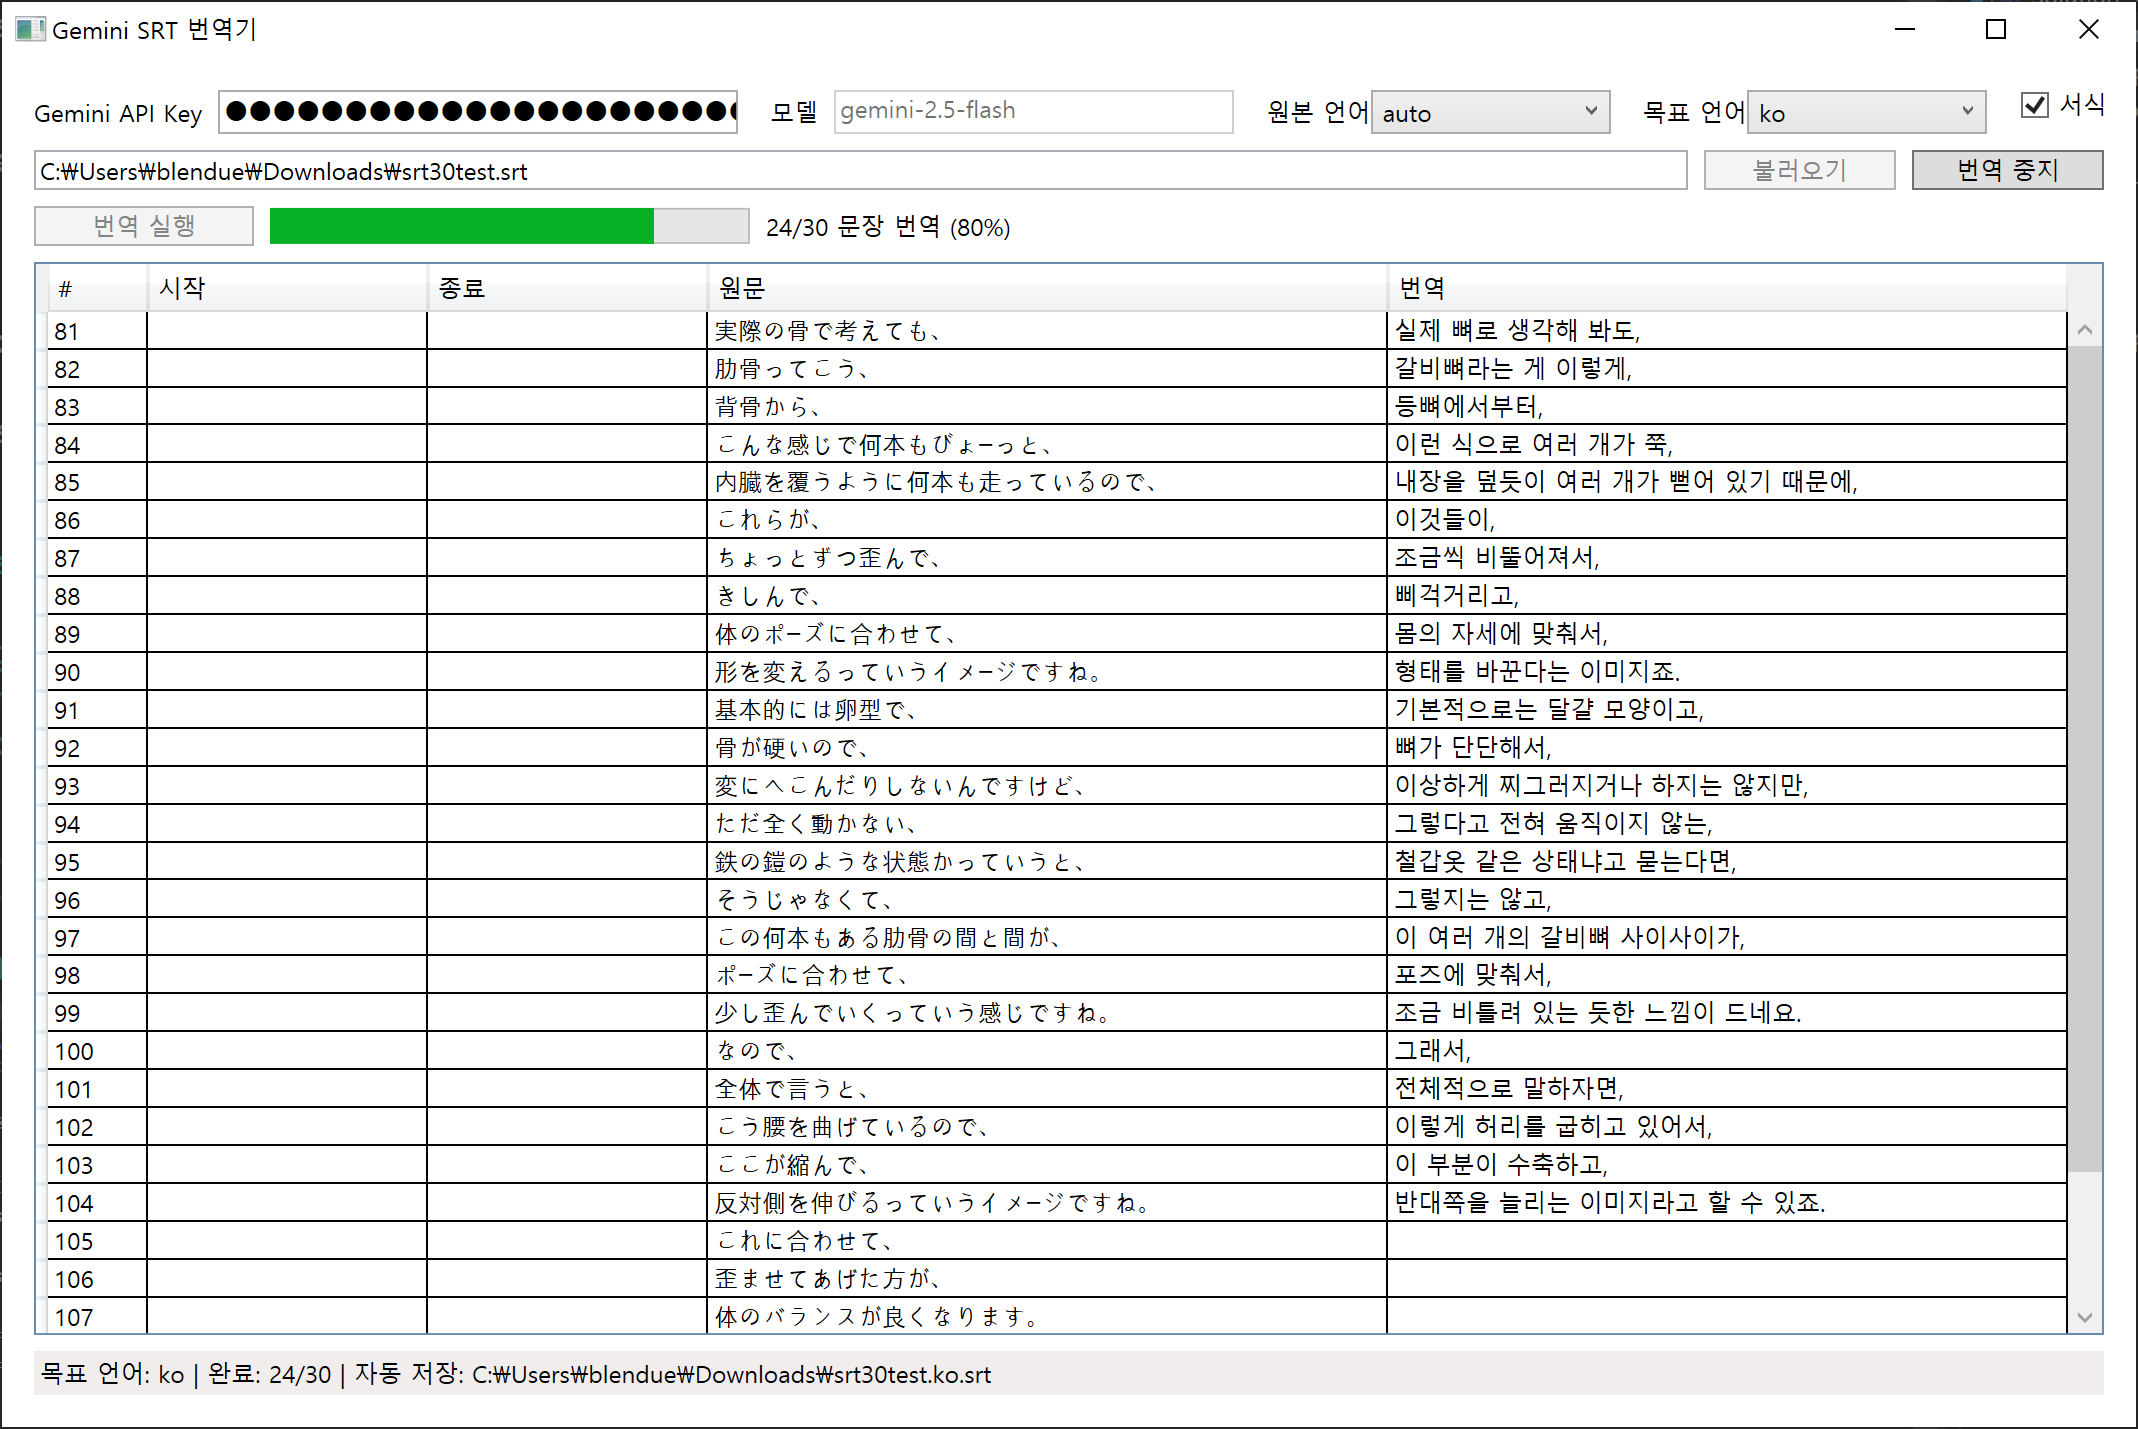 Gemini SRT 번역기
Gemini API Key ●●●●●●●●●●●●●●●●●●●●●● 모델 gemini-2.5-flash 원본 언어 auto 목표 언어 ko 서식
C:₩Users₩blendue₩Downloads₩srt30test.srt 불러오기 번역 중지
번역 실행 24/30 문장 번역 (80%)
# 시작 종료 원문 번역
81 実際の骨で考えても、 실제 뼈로 생각해 봐도,
82 肋骨ってこう、 갈비뼈라는 게 이렇게,
83 背骨から、 등뼈에서부터,
84 こんな感じで何本もびょーっと、 이런 식으로 여러 개가 쭉,
85 内臓を覆うように何本も走っているので、 내장을 덮듯이 여러 개가 뻗어 있기 때문에,
86 これらが、 이것들이,
87 ちょっとずつ歪んで、 조금씩 비뚤어져서,
88 きしんで、 삐걱거리고,
89 体のポーズに合わせて、 몸의 자세에 맞춰서,
90 形を変えるっていうイメージですね。 형태를 바꾼다는 이미지죠.
91 基本的には卵型で、 기본적으로는 달걀 모양이고,
92 骨が硬いので、 뼈가 단단해서,
93 変にへこんだりしないんですけど、 이상하게 찌그러지거나 하지는 않지만,
94 ただ全く動かない、 그렇다고 전혀 움직이지 않는,
95 鉄の鎧のような状態かっていうと、 철갑옷 같은 상태냐고 묻는다면,
96 そうじゃなくて、 그렇지는 않고,
97 この何本もある肋骨の間と間が、 이 여러 개의 갈비뼈 사이사이가,
98 ポーズに合わせて、 포즈에 맞춰서,
99 少し歪んでいくっていう感じですね。 조금 비틀려 있는 듯한 느낌이 드네요.
100 なので、 그래서,
101 全体で言うと、 전체적으로 말하자면,
102 こう腰を曲げているので、 이렇게 허리를 굽히고 있어서,
103 ここが縮んで、 이 부분이 수축하고,
104 反対側を伸びるっていうイメージですね。 반대쪽을 늘리는 이미지라고 할 수 있죠.
105 これに合わせて、
106 歪ませてあげた方が、
107 体のバランスが良くなります。
목표 언어: ko | 완료: 24/30 | 자동 저장: C:₩Users₩blendue₩Downloads₩srt30test.ko.srt